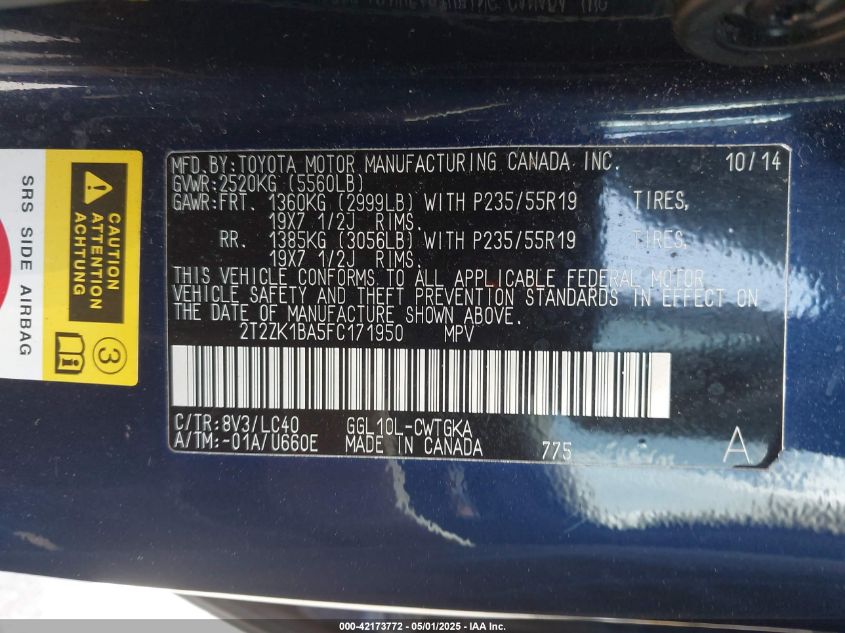 MFD.BY:TOYOTA MOTOR MANUFACTURING CANADA INC. 10/14
GVWR:2520KG (5560LB)
GAWR:FRT. 1360KG (2999LB) WITH P235/55R19 TIRES,
19X7 1/2J RIMS.
RR. 1385KG (3056LB) WITH P235/55R19 TIRES,
19X7 1/2J RIMS.
THIS VEHICLE CONFORMS TO ALL APPLICABLE FEDERAL MOTOR
VEHICLE SAFETY AND THEFT PREVENTION STANDARDS IN EFFECT ON
THE DATE OF MANUFACTURE SHOWN ABOVE.
2T2ZK1BA5FC171950 MPV
C/TR:8V3/LC40 GGL10L-CWTGKA
A/TM:-01A/U660E MADE IN CANADA 775 A
SRS SIDE AIRBAG
CAUTION
ATTENTION
ACHTUNG
3
000-42173772 - 05/01/2025 - IAA Inc.